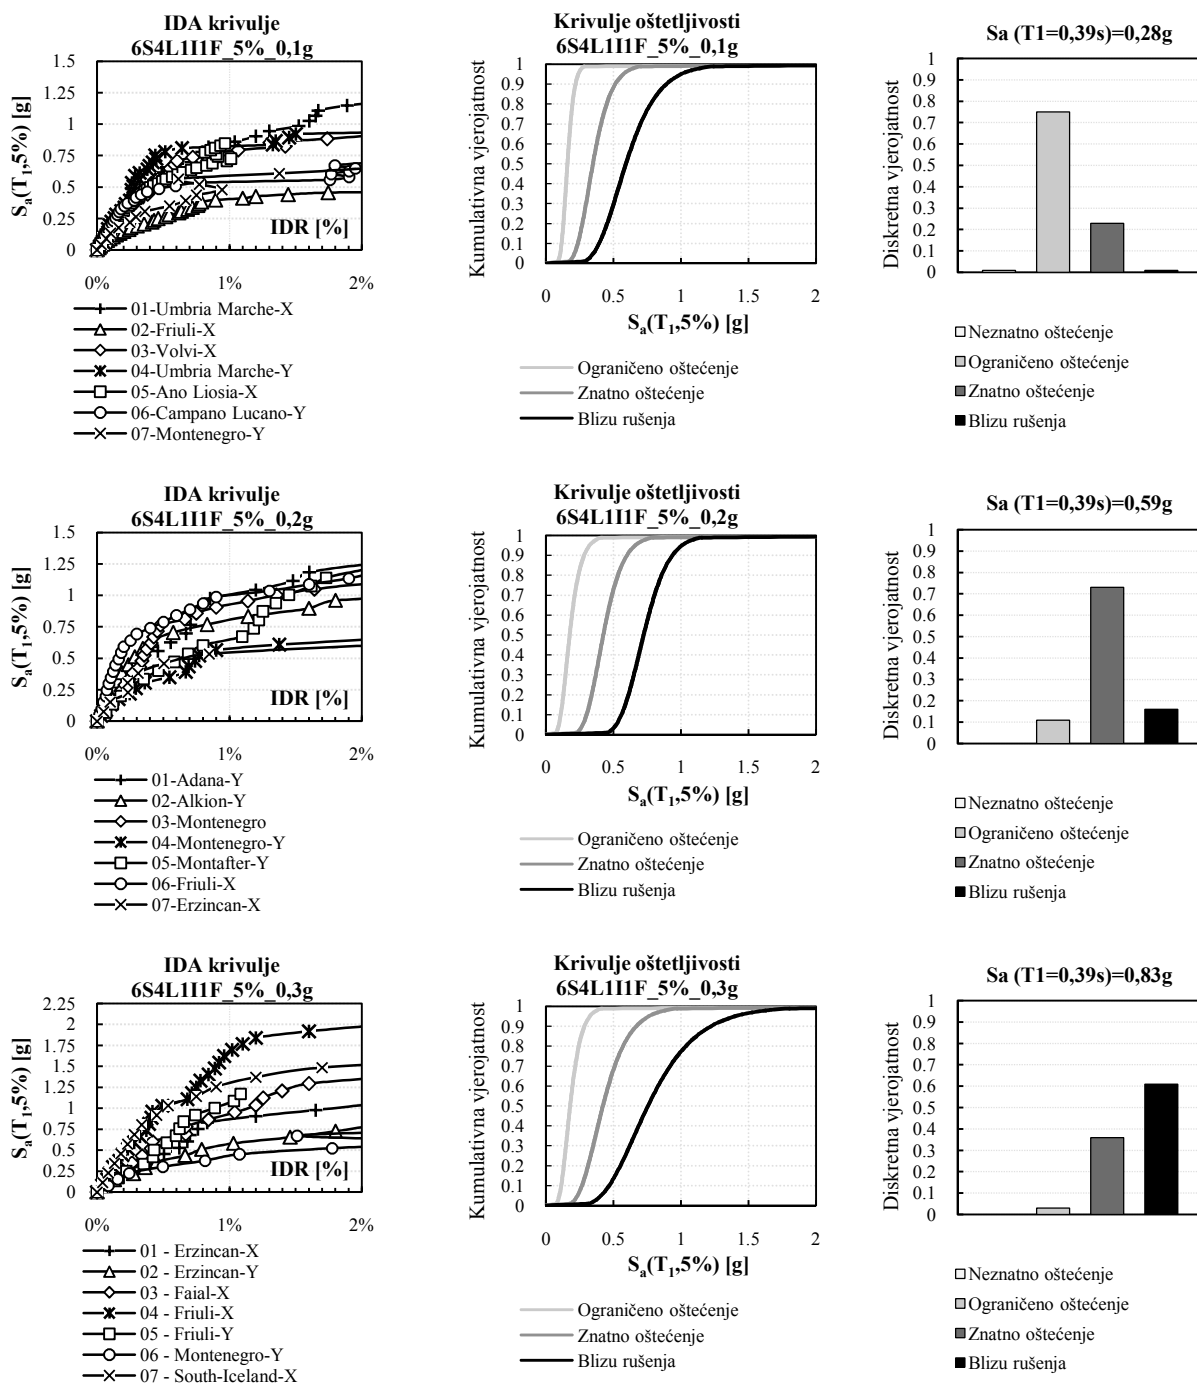 IDA krivulje
6S4L1I1F_5%_0,1g
1.5
1.25
1
0.75
0.5
0.25
0
Sa(T1,5%) [g]
IDR [%]
0% 1% 2%
01-Umbria Marche-X
02-Friuli-X
03-Volvi-X
04-Umbria Marche-Y
05-Ano Liosia-X
06-Campano Lucano-Y
07-Montenegro-Y
Krivulje oštetljivosti
6S4L1I1F_5%_0,1g
1
0.9
0.8
0.7
0.6
0.5
0.4
0.3
0.2
0.1
0
Kumulativna vjerojatnost
0 0.5 1 1.5 2
Sa(T1,5%) [g]
Ograničeno oštećenje
Znatno oštećenje
Blizu rušenja
Sa (T1=0,39s)=0,28g
1
0.9
0.8
0.7
0.6
0.5
0.4
0.3
0.2
0.1
0
Diskretna vjerojatnost
Neznatno oštećenje
Ograničeno oštećenje
Znatno oštećenje
Blizu rušenja
IDA krivulje
6S4L1I1F_5%_0,2g
1.5
1.25
1
0.75
0.5
0.25
0
Sa(T1,5%) [g]
IDR [%]
0% 1% 2%
01-Adana-Y
02-Alkion-Y
03-Montenegro
04-Montenegro-Y
05-Montafter-Y
06-Friuli-X
07-Erzincan-X
Krivulje oštetljivosti
6S4L1I1F_5%_0,2g
1
0.9
0.8
0.7
0.6
0.5
0.4
0.3
0.2
0.1
0
Kumulativna vjerojatnost
0 0.5 1 1.5 2
Sa(T1,5%) [g]
Ograničeno oštećenje
Znatno oštećenje
Blizu rušenja
Sa (T1=0,39s)=0,59g
1
0.9
0.8
0.7
0.6
0.5
0.4
0.3
0.2
0.1
0
Diskretna vjerojatnost
Neznatno oštećenje
Ograničeno oštećenje
Znatno oštećenje
Blizu rušenja
IDA krivulje
6S4L1I1F_5%_0,3g
2.25
2
1.75
1.5
1.25
1
0.75
0.5
0.25
0
Sa(T1,5%) [g]
IDR [%]
0% 1% 2%
01 - Erzincan-X
02 - Erzincan-Y
03 - Faial-X
04 - Friuli-X
05 - Friuli-Y
06 - Montenegro-Y
07 - South-Iceland-X
Krivulje oštetljivosti
6S4L1I1F_5%_0,3g
1
0.9
0.8
0.7
0.6
0.5
0.4
0.3
0.2
0.1
0
Kumulativna vjerojatnost
0 0.5 1 1.5 2
Sa(T1,5%) [g]
Ograničeno oštećenje
Znatno oštećenje
Blizu rušenja
Sa (T1=0,39s)=0,83g
1
0.9
0.8
0.7
0.6
0.5
0.4
0.3
0.2
0.1
0
Diskretna vjerojatnost
Neznatno oštećenje
Ograničeno oštećenje
Znatno oštećenje
Blizu rušenja